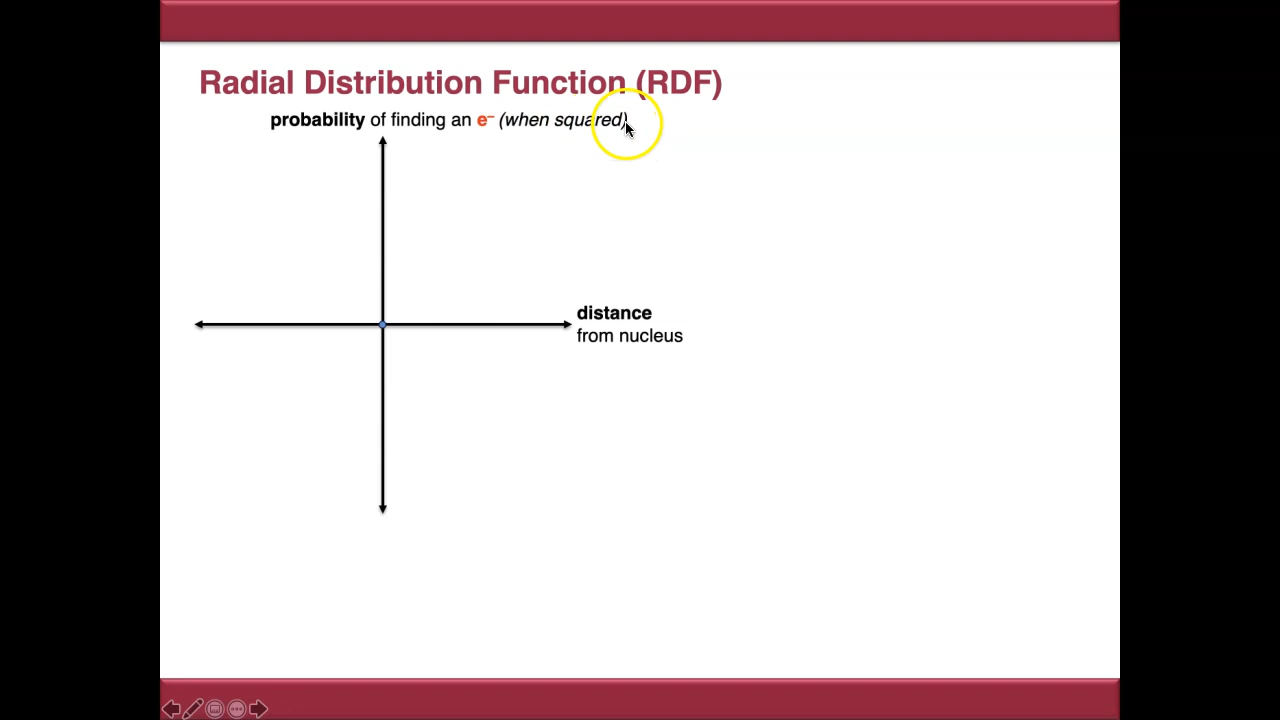 Radial Distribution Function (RDF)
probability of finding an e⁻ (when squared)
distance
from nucleus